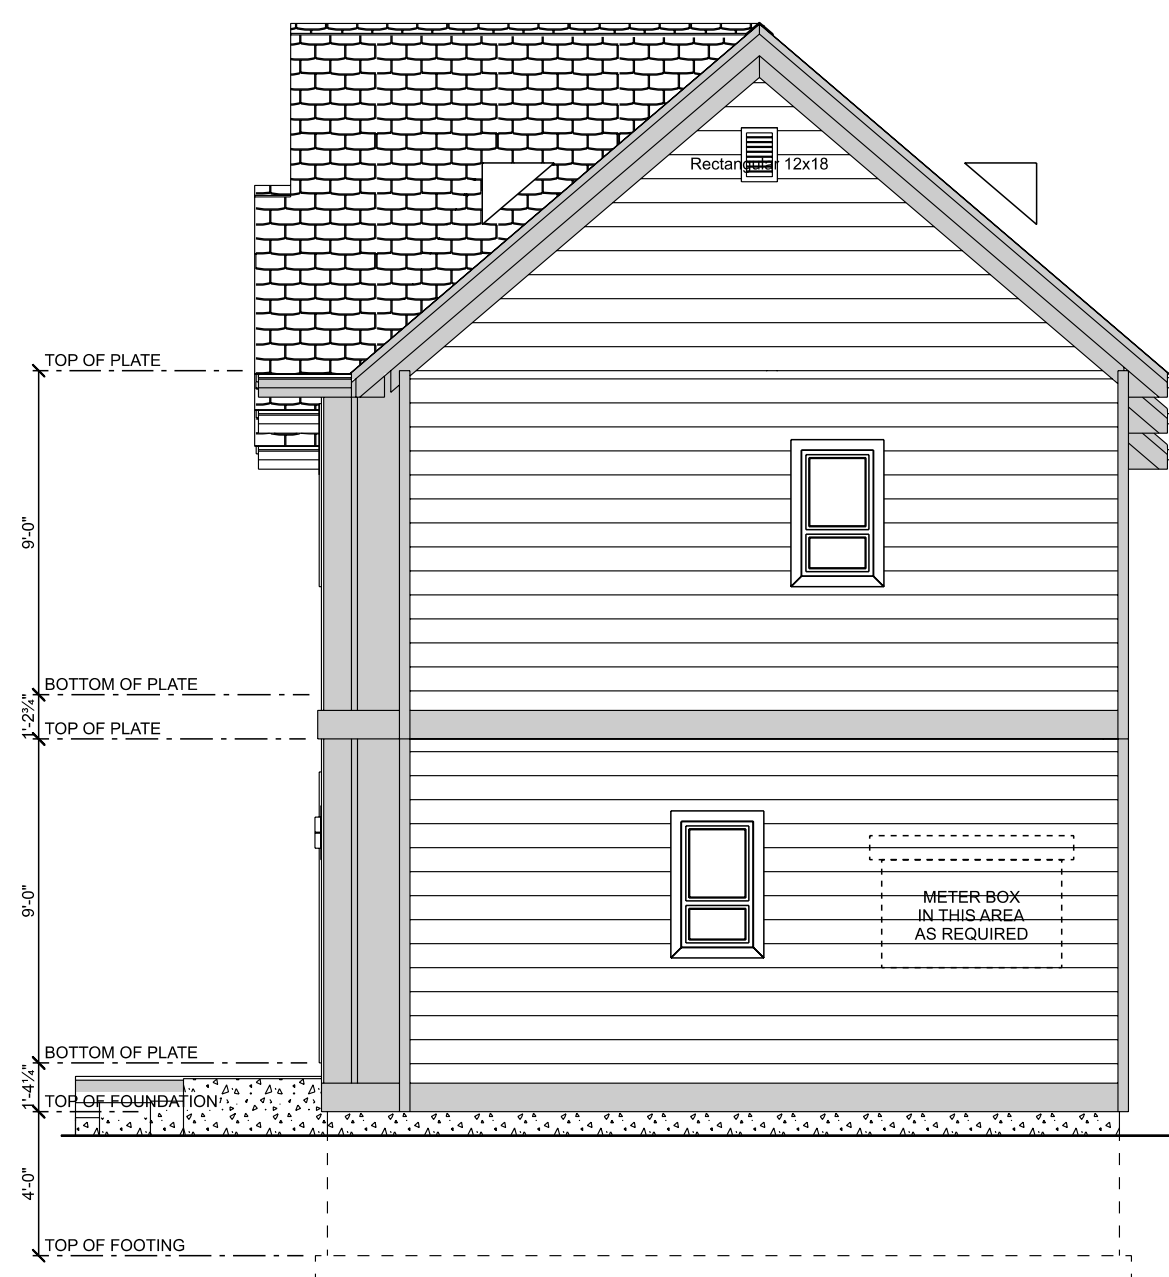 Rectangular 12x18
TOP OF PLATE
9'-0"
BOTTOM OF PLATE
1'-2¾"
TOP OF PLATE
9'-0"
METER BOX
IN THIS AREA
AS REQUIRED
BOTTOM OF PLATE
1'-4¼"
TOP OF FOUNDATION
4'-0"
TOP OF FOOTING